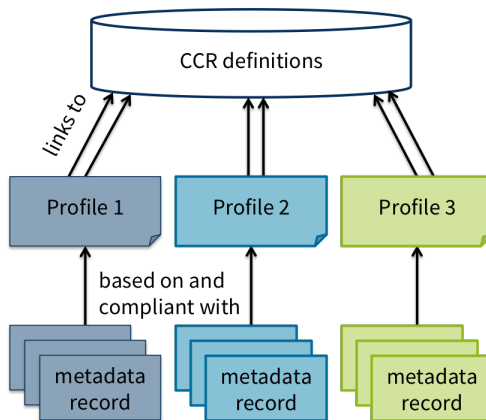 CCR definitions
links to
Profile 1
Profile 2
Profile 3
based on and
compliant with
metadata
record
metadata
record
metadata
record